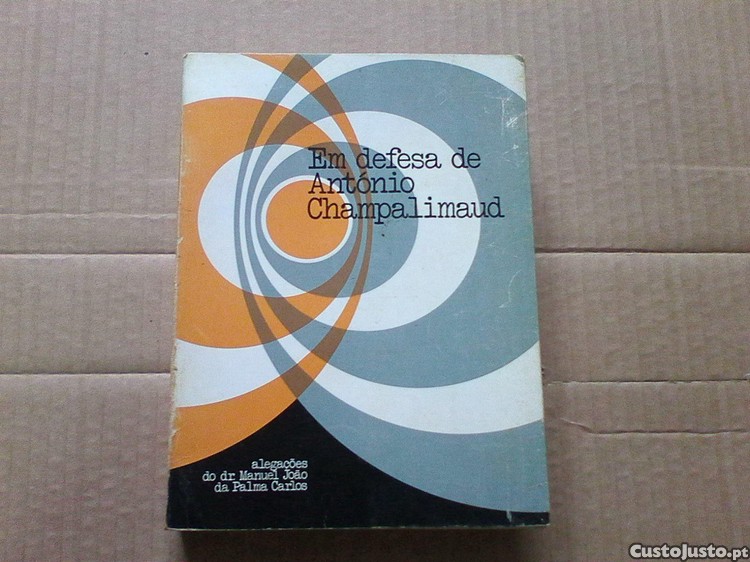 Em defesa de
António
Champalimaud
alegações
do dr. Manuel João
da Palma Carlos
CustoJusto.pt